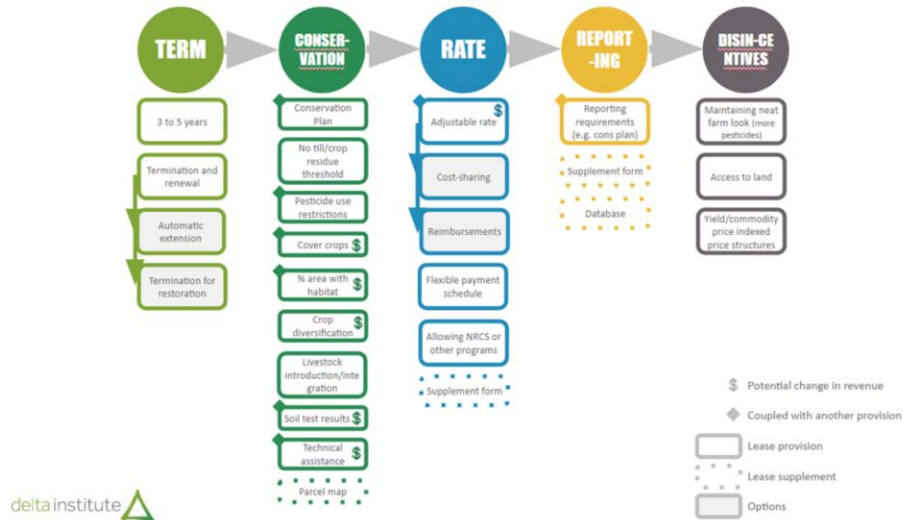 TERM
CONSER-
VATION
RATE
REPORT
-ING
DISIN-CE
NTIVES
3 to 5 years
Termination and
renewal
Automatic
extension
Termination for
restoration
Conservation
Plan
No till/crop
residue
threshold
Pesticide use
restrictions
Cover crops $
% area with
habitat $
Crop
diversification $
Livestock
introduction/inte
gration
Soil test results $
Technical
assistance $
Parcel map
Adjustable rate $
Cost-sharing
Reimbursements
Flexible payment
schedule
Allowing NRCS or
other programs
Supplement form
Reporting
requirements
(e.g. cons plan)
Supplement form
Database
Maintaining neat
farm look (more
pesticides)
Access to land
Yield/commodity
price indexed
price structures
$ Potential change in revenue
Coupled with another provision
Lease provision
Lease supplement
Options
delta institute